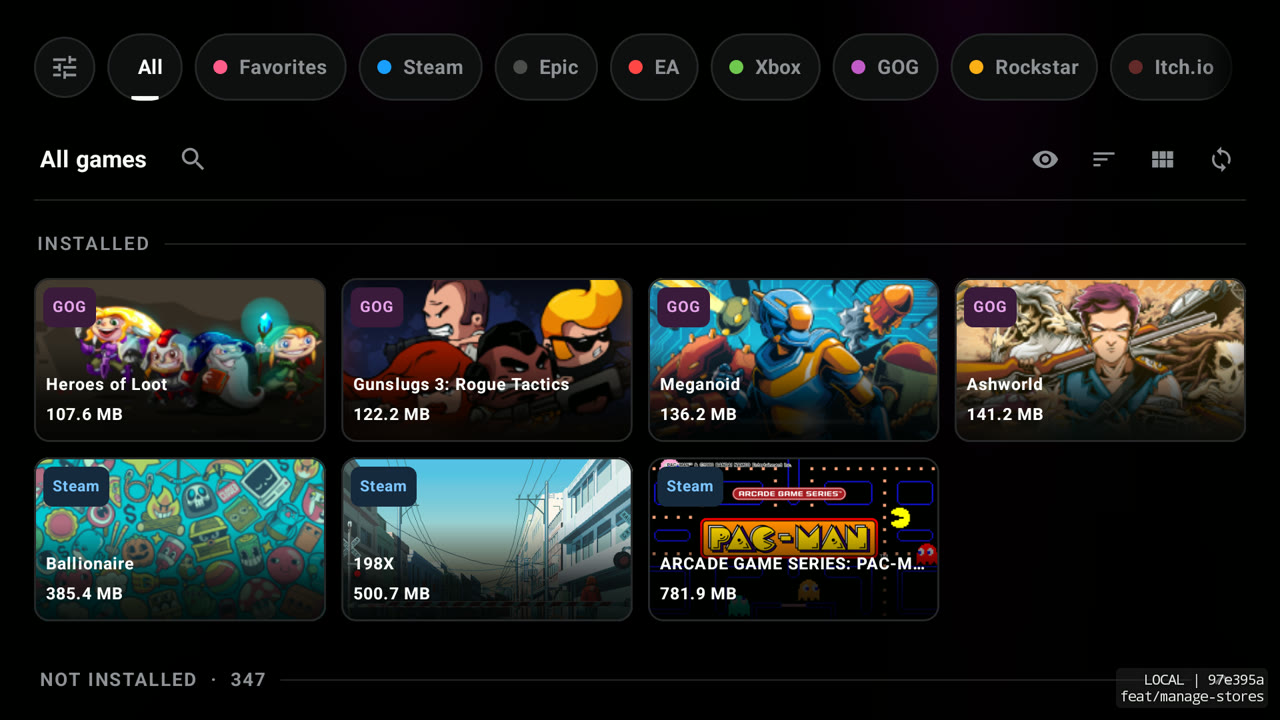 All
Favorites
Steam
Epic
EA
Xbox
GOG
Rockstar
Itch.io
All games
INSTALLED
GOG
Heroes of Loot
107.6 MB
GOG
Gunslugs 3: Rogue Tactics
122.2 MB
GOG
Meganoid
136.2 MB
GOG
Ashworld
141.2 MB
Steam
Ballionaire
385.4 MB
Steam
198X
500.7 MB
Steam
ARCADE GAME SERIES™
PAC-MAN
ARCADE GAME SERIES: PAC-M…
781.9 MB
NOT INSTALLED · 347
LOCAL | 97e395a
feat/manage-stores